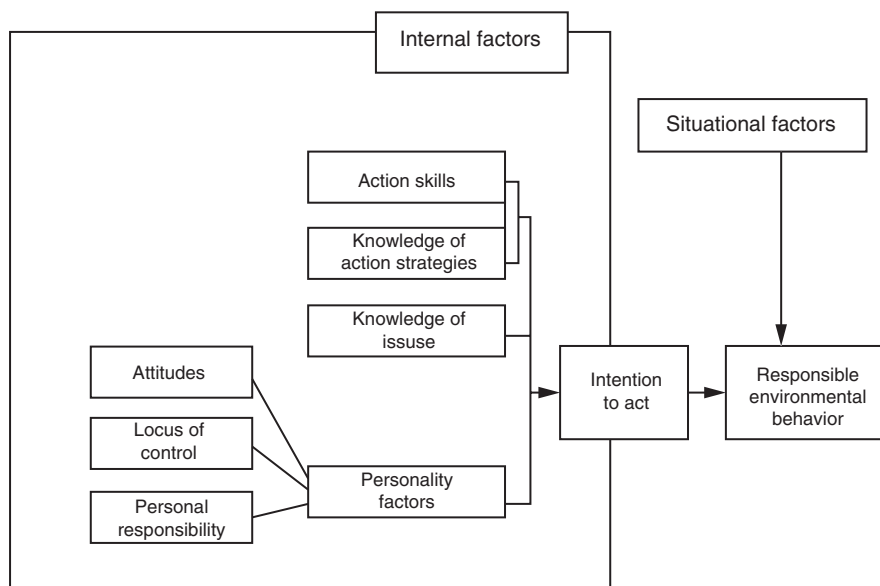 Internal factors
Situational factors
Action skills
Knowledge of
action strategies
Knowledge of
issuse
Attitudes
Locus of
control
Personal
responsibility
Personality
factors
Intention
to act
Responsible
environmental
behavior